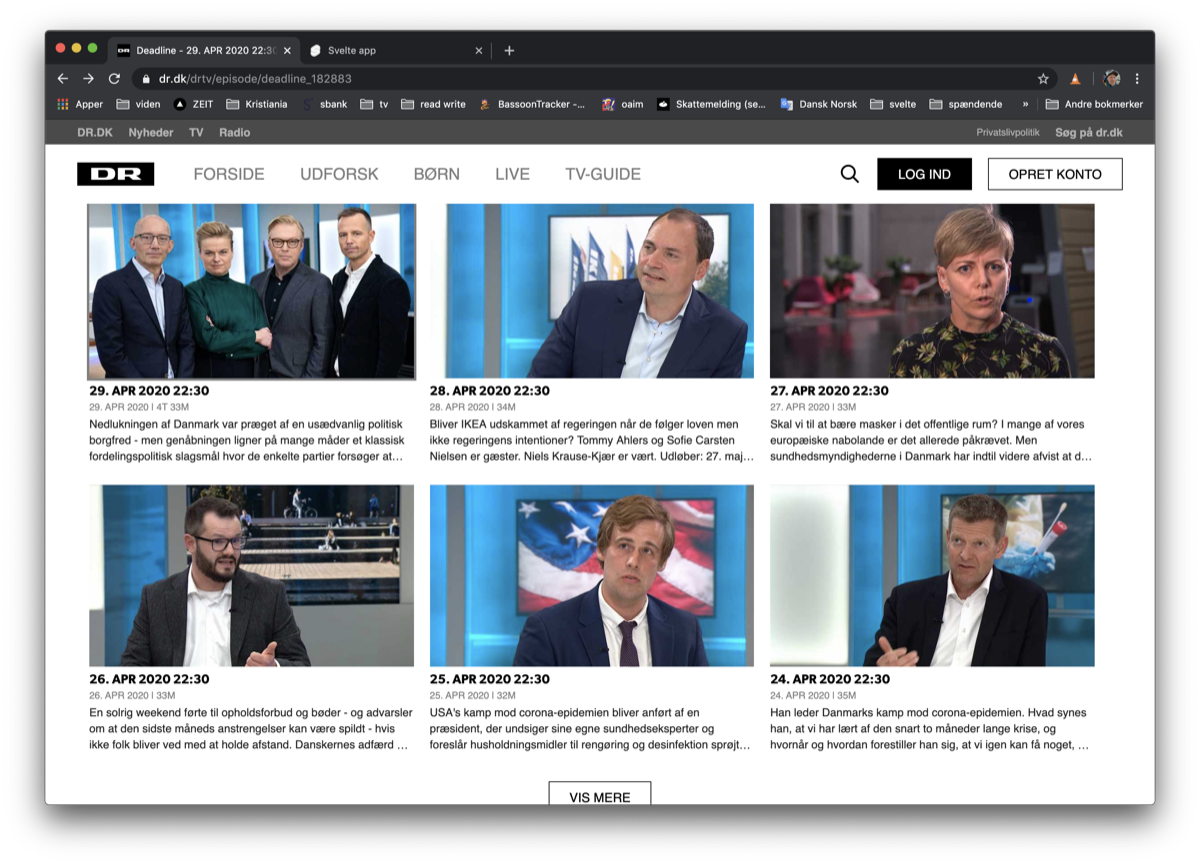 Deadline - 29. APR 2020 22:30
Svelte app
dr.dk/drtv/episode/deadline_182883
Apper viden ZEIT Kristiania sbank tv read write BassoonTracker -... oaim Skattemelding (se... Dansk Norsk svelte spændende » Andre bokmerker
DR.DK Nyheder TV Radio Privatslivpolitik Søg på dr.dk
DR FORSIDE UDFORSK BØRN LIVE TV-GUIDE LOG IND OPRET KONTO
29. APR 2020 22:30
29. APR 2020 | 4T 33M
Nedlukningen af Danmark var præget af en usædvanlig politisk
borgfred - men genåbningen ligner på mange måder et klassisk
fordelingspolitisk slagsmål hvor de enkelte partier forsøger at…
28. APR 2020 22:30
28. APR 2020 | 34M
Bliver IKEA udskammet af regeringen når de følger loven men
ikke regeringens intentioner? Tommy Ahlers og Sofie Carsten
Nielsen er gæster. Niels Krause-Kjær er vært. Udløber: 27. maj…
27. APR 2020 22:30
27. APR 2020 | 33M
Skal vi til at bære masker i det offentlige rum? I mange af vores
europæiske nabolande er det allerede påkrævet. Men
sundhedsmyndighederne i Danmark har indtil videre afvist at d…
26. APR 2020 22:30
26. APR 2020 | 33M
En solrig weekend førte til opholdsforbud og bøder - og advarsler
om at den sidste måneds anstrengelser kan være spildt - hvis
ikke folk bliver ved med at holde afstand. Danskernes adfærd …
25. APR 2020 22:30
25. APR 2020 | 32M
USA's kamp mod corona-epidemien bliver anført af en
præsident, der undsiger sine egne sundhedseksperter og
foreslår husholdningsmidler til rengøring og desinfektion sprøjt…
24. APR 2020 22:30
24. APR 2020 | 35M
Han leder Danmarks kamp mod corona-epidemien. Hvad synes
han, at vi har lært af den snart to måneder lange krise, og
hvornår og hvordan forestiller han sig, at vi igen kan få noget, …
VIS MERE